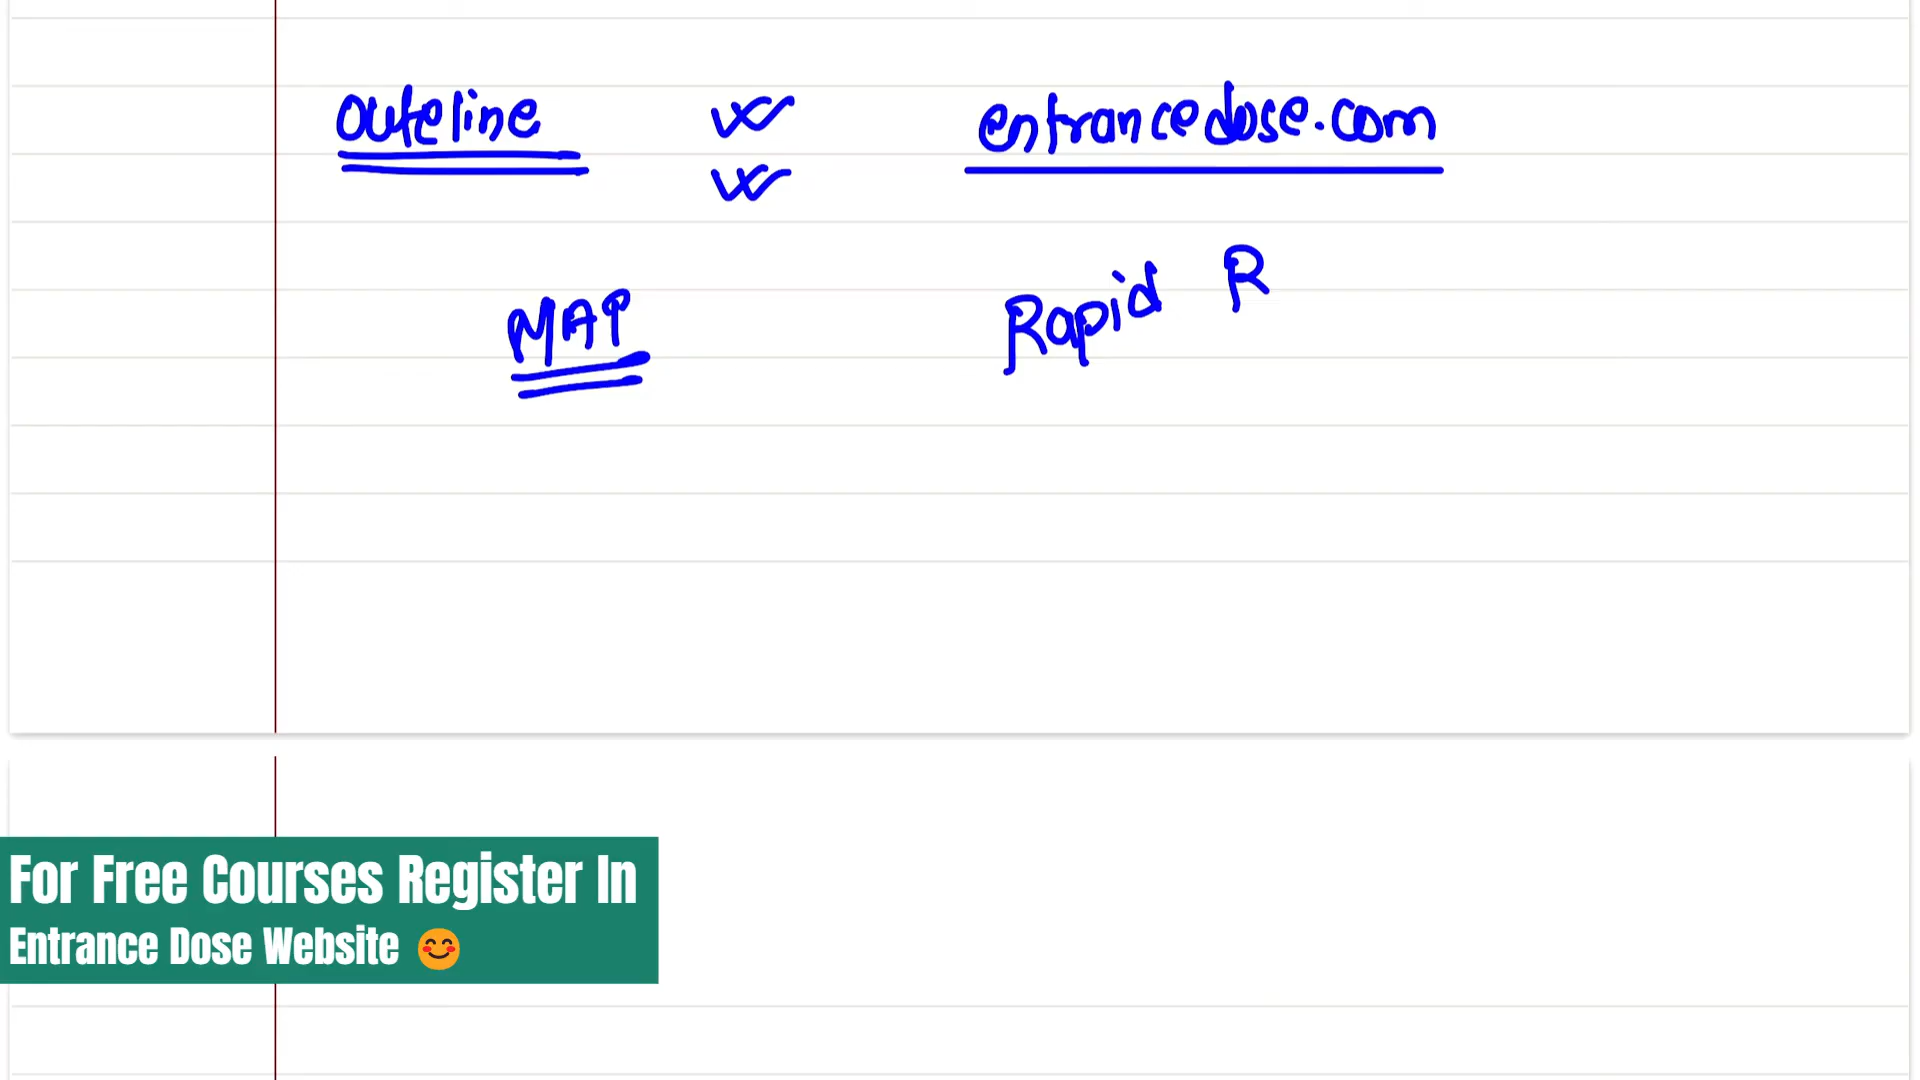 outeline entrancedose.com
MAP Rapid R
For Free Courses Register In
Entrance Dose Website 😊